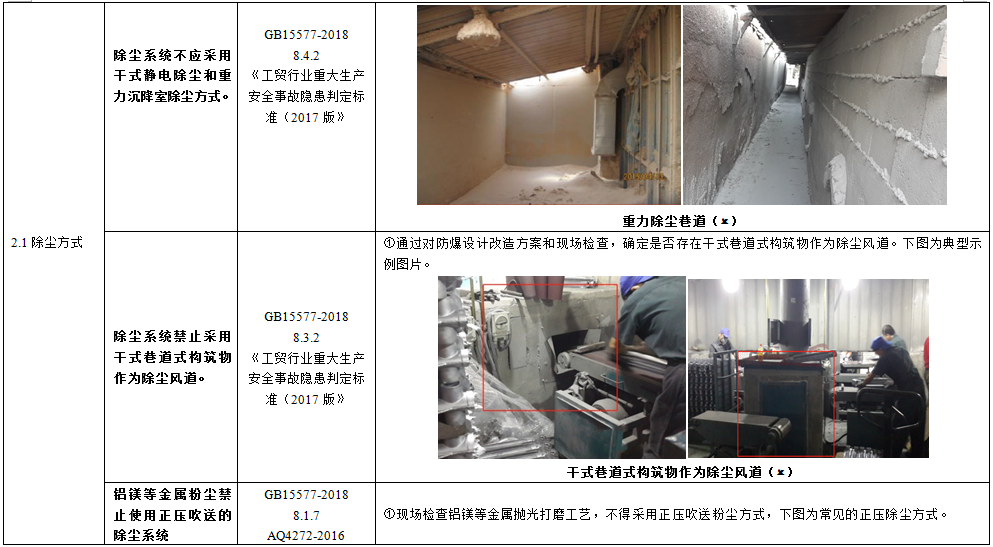 2.1 除尘方式
除尘系统不应采用
干式静电除尘和重
力沉降室除尘方式。
GB15577-2018
8.4.2
《工贸行业重大生产
安全事故隐患判定标
准（2017 版》
重力除尘巷道（×）
除尘系统禁止采用
干式巷道式构筑物
作为除尘风道。
GB15577-2018
8.3.2
《工贸行业重大生产
安全事故隐患判定标
准（2017 版》
①通过对防爆设计改造方案和现场检查，确定是否存在干式巷道式构筑物作为除尘风道。下图为典型示
例图片。
干式巷道式构筑物作为除尘风道（×）
铝镁等金属粉尘禁
止使用正压吹送的
除尘系统
GB15577-2018
8.1.7
AQ4272-2016
①现场检查铝镁等金属抛光打磨工艺，不得采用正压吹送粉尘方式，下图为常见的正压除尘方式。